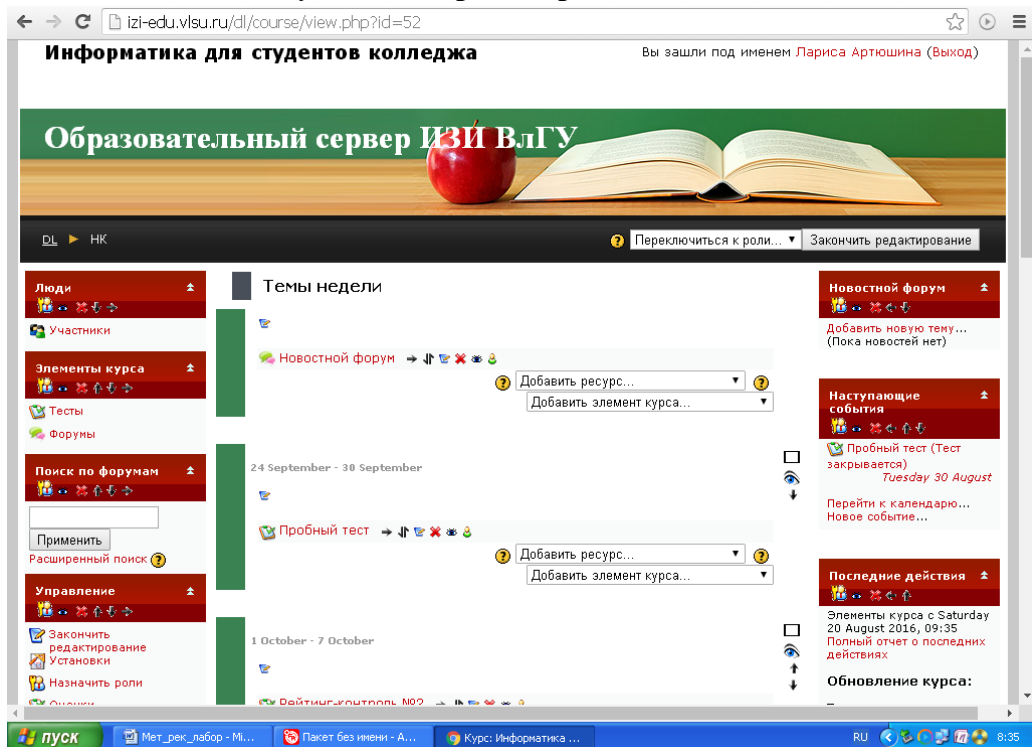 izi-edu.vlsu.ru/dl/course/view.php?id=52
Информатика для студентов колледжа
Вы зашли под именем Лариса Артюшина (Выход)
Образовательный сервер ИЗИ ВлГУ
DL ► НК
Переключиться к роли...
Закончить редактирование
Люди
Участники
Элементы курса
Тесты
Форумы
Поиск по форумам
Применить
Расширенный поиск
Управление
Закончить
редактирование
Установки
Назначить роли
Оценки
Темы недели
Новостной форум
Добавить ресурс...
Добавить элемент курса...
24 September - 30 September
Пробный тест
Добавить ресурс...
Добавить элемент курса...
1 October - 7 October
Рейтинг-контроль №2
Новостной форум
Добавить новую тему...
(Пока новостей нет)
Наступающие
события
Пробный тест (Тест
закрывается)
Tuesday 30 August
Перейти к календарю...
Новое событие...
Последние действия
Элементы курса с Saturday
20 August 2016, 09:35
Полный отчет о последних
действиях
Обновление курса:
пуск
Мет_рек_лабор - Mi...
Пакет без имени - A...
Курс: Информатика ...
RU
8:35